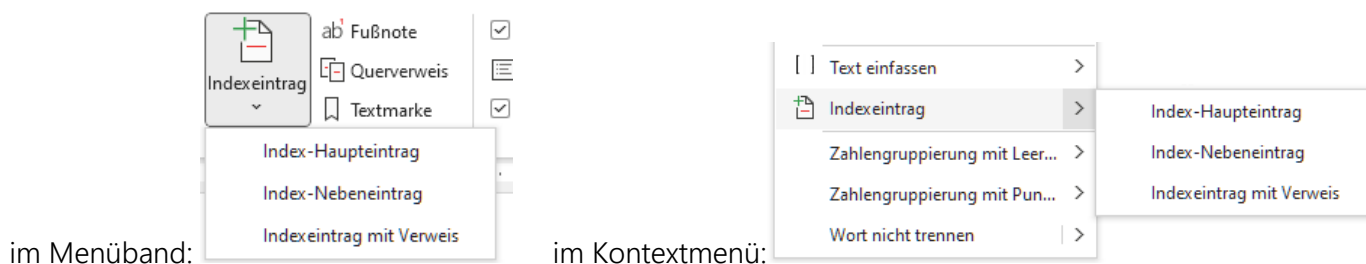 ab¹ Fußnote
Querverweis
Indexeintrag
Textmarke
Index-Haupteintrag
Index-Nebeneintrag
Indexeintrag mit Verweis
im Menüband:
[ ] Text einfassen
Indexeintrag
Zahlengruppierung mit Leer...
Zahlengruppierung mit Pun...
Wort nicht trennen
Index-Haupteintrag
Index-Nebeneintrag
Indexeintrag mit Verweis
im Kontextmenü: